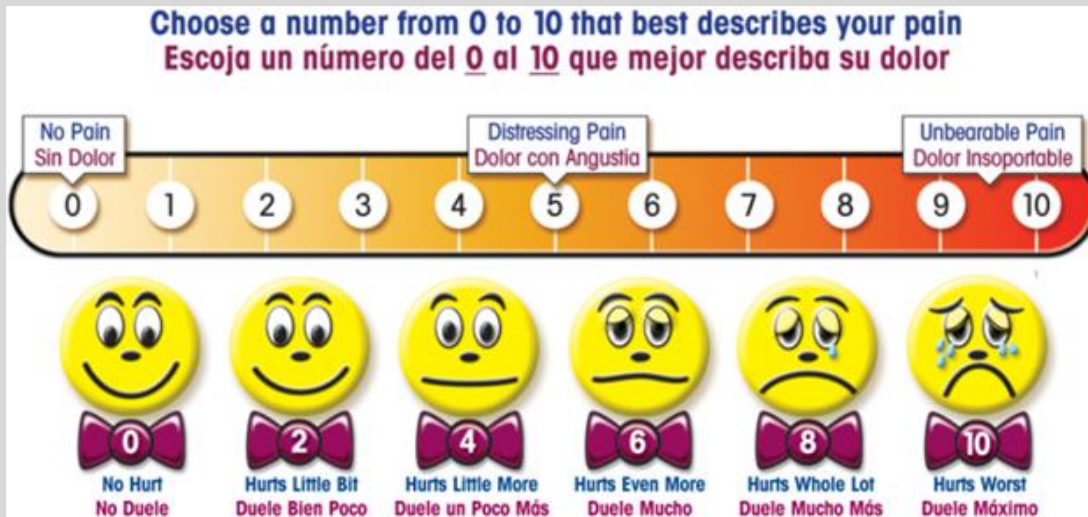 Choose a number from 0 to 10 that best describes your pain
Escoja un número del 0 al 10 que mejor describa su dolor
No Pain
Sin Dolor
Distressing Pain
Dolor con Angustia
Unbearable Pain
Dolor Insoportable
0 1 2 3 4 5 6 7 8 9 10
0 2 4 6 8 10
No Hurt
No Duele
Hurts Little Bit
Duele Bien Poco
Hurts Little More
Duele un Poco Más
Hurts Even More
Duele Mucho
Hurts Whole Lot
Duele Mucho Más
Hurts Worst
Duele Máximo